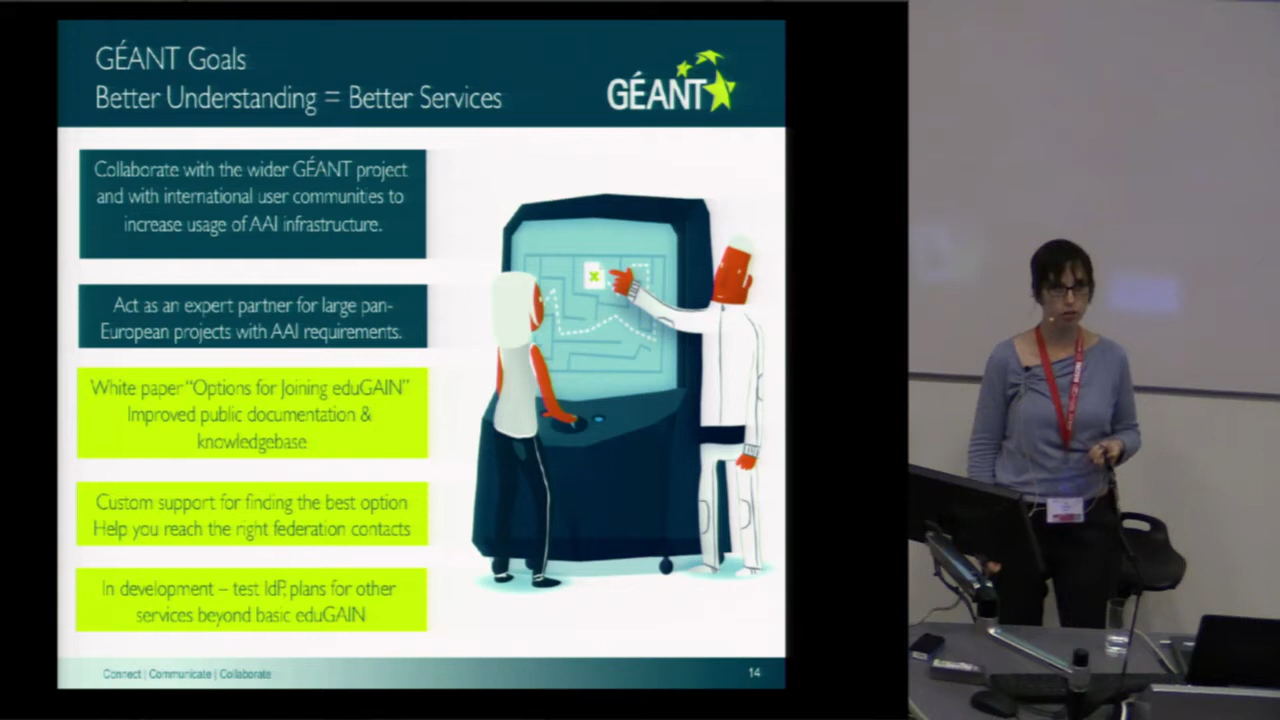 GÉANT Goals
Better Understanding = Better Services
GÉANT
Collaborate with the wider GÉANT project
and with international user communities to
increase usage of AAI infrastructure.
Act as an expert partner for large pan-
European projects with AAI requirements.
White paper “Options for Joining eduGAIN”
Improved public documentation &
knowledgebase
Custom support for finding the best option
Help you reach the right federation contacts
In development – test IdP, plans for other
services beyond basic eduGAIN
Connect | Communicate | Collaborate
14